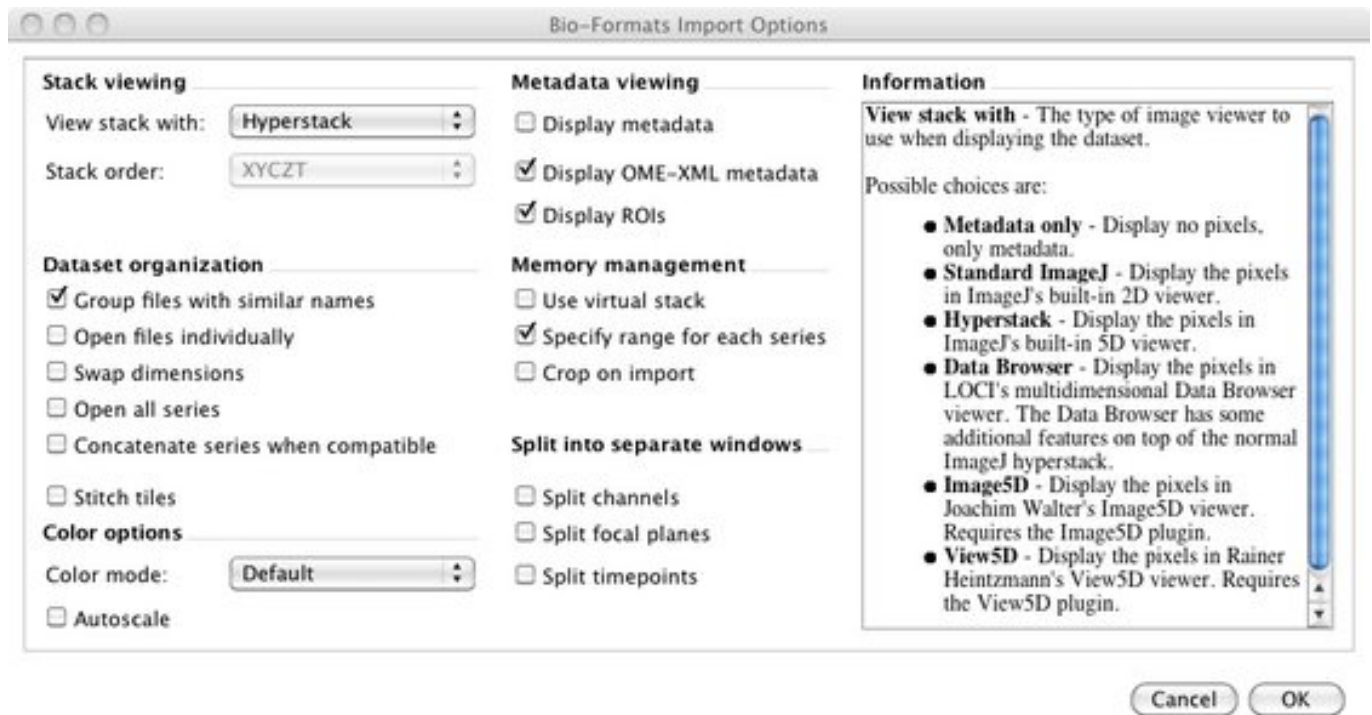 Bio-Formats Import Options
Stack viewing
View stack with: Hyperstack
Stack order: XYCZT
Dataset organization
Group files with similar names
Open files individually
Swap dimensions
Open all series
Concatenate series when compatible
Stitch tiles
Color options
Color mode: Default
Autoscale
Metadata viewing
Display metadata
Display OME-XML metadata
Display ROIs
Memory management
Use virtual stack
Specify range for each series
Crop on import
Split into separate windows
Split channels
Split focal planes
Split timepoints
Information
View stack with - The type of image viewer to
use when displaying the dataset.
Possible choices are:
Metadata only - Display no pixels,
only metadata.
Standard ImageJ - Display the pixels
in ImageJ's built-in 2D viewer.
Hyperstack - Display the pixels in
ImageJ's built-in 5D viewer.
Data Browser - Display the pixels in
LOCI's multidimensional Data Browser
viewer. The Data Browser has some
additional features on top of the normal
ImageJ hyperstack.
Image5D - Display the pixels in
Joachim Walter's Image5D viewer.
Requires the Image5D plugin.
View5D - Display the pixels in Rainer
Heintzmann's View5D viewer. Requires
the View5D plugin.
Cancel OK